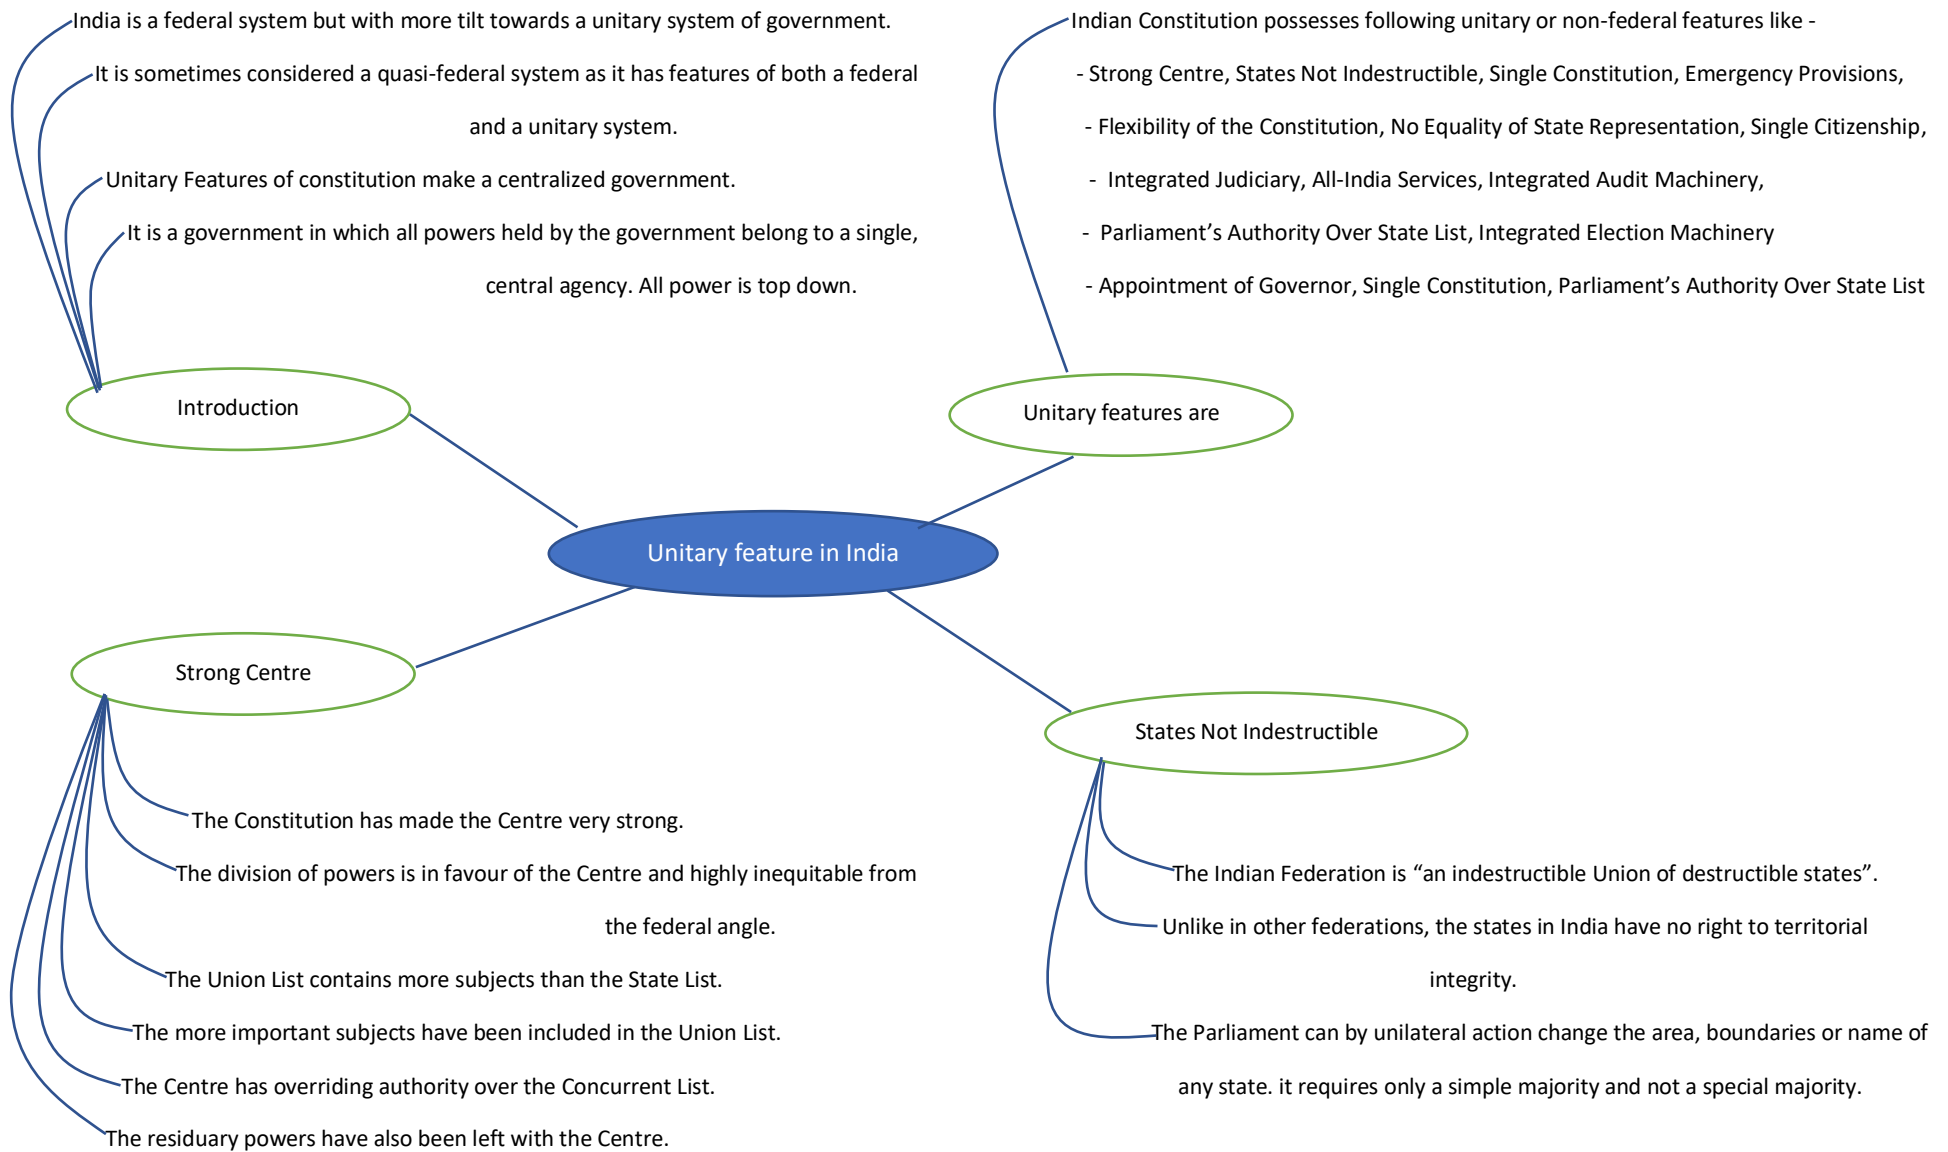 India is a federal system but with more tilt towards a unitary system of government.
It is sometimes considered a quasi-federal system as it has features of both a federal
and a unitary system.
Unitary Features of constitution make a centralized government.
It is a government in which all powers held by the government belong to a single,
central agency. All power is top down.
Introduction
Indian Constitution possesses following unitary or non-federal features like -
- Strong Centre, States Not Indestructible, Single Constitution, Emergency Provisions,
- Flexibility of the Constitution, No Equality of State Representation, Single Citizenship,
- Integrated Judiciary, All-India Services, Integrated Audit Machinery,
- Parliament’s Authority Over State List, Integrated Election Machinery
- Appointment of Governor, Single Constitution, Parliament’s Authority Over State List
Unitary features are
Unitary feature in India
Strong Centre
The Constitution has made the Centre very strong.
The division of powers is in favour of the Centre and highly inequitable from
the federal angle.
The Union List contains more subjects than the State List.
The more important subjects have been included in the Union List.
The Centre has overriding authority over the Concurrent List.
The residuary powers have also been left with the Centre.
States Not Indestructible
The Indian Federation is “an indestructible Union of destructible states”.
Unlike in other federations, the states in India have no right to territorial
integrity.
The Parliament can by unilateral action change the area, boundaries or name of
any state. it requires only a simple majority and not a special majority.